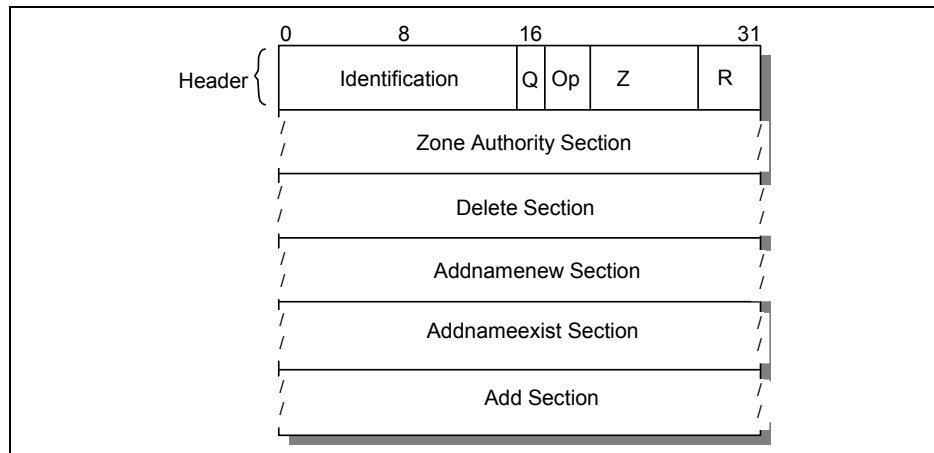 0 8 16 31
Header Identification Q Op Z R
Zone Authority Section
Delete Section
Addnamenew Section
Addnameexist Section
Add Section